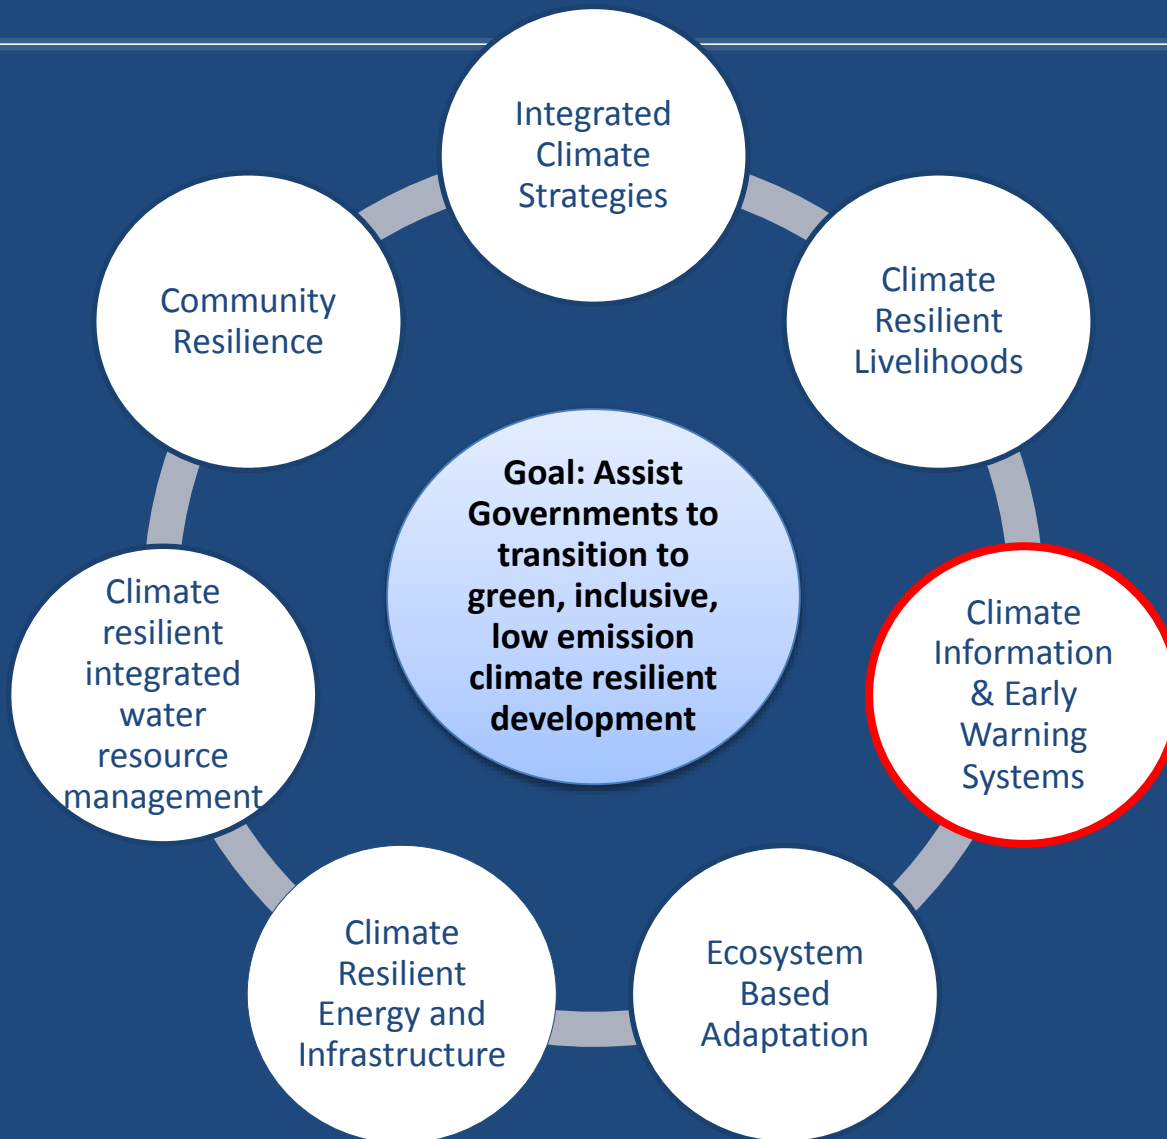 Integrated
Climate
Strategies
Climate
Resilient
Livelihoods
Climate
Information
& Early
Warning
Systems
Ecosystem
Based
Adaptation
Climate
Resilient
Energy and
Infrastructure
Climate
resilient
integrated
water
resource
management
Community
Resilience
Goal: Assist
Governments to
transition to
green, inclusive,
low emission
climate resilient
development